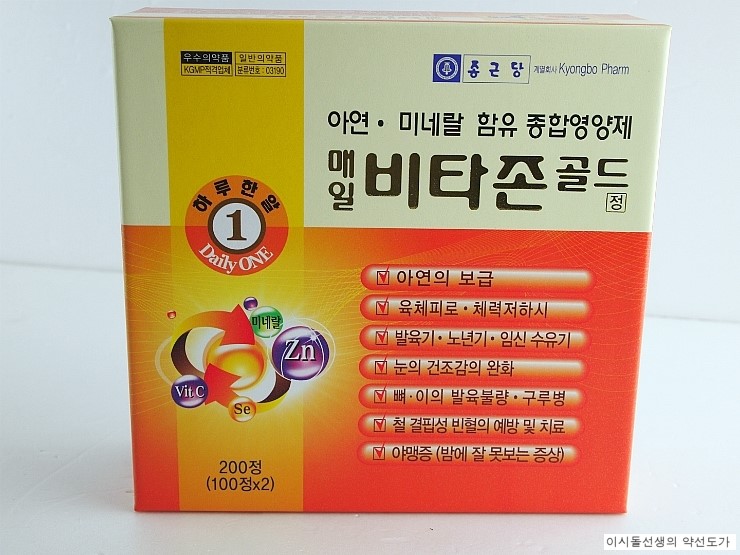 우수의약품 일반의약품
KGMP적격업체 분류번호 : 03190
종근당 계열회사 Kyongbo Pharm
아연 · 미네랄 함유 종합영양제
매일 비타존 골드 정
하루한알
1
Daily ONE
아연의 보급
육체피로 · 체력저하시
발육기 · 노년기 · 임신 수유기
눈의 건조감의 완화
뼈 · 이의 발육불량 · 구루병
철 결핍성 빈혈의 예방 및 치료
야맹증 (밤에 잘 못보는 증상)
미네랄
Zn
Vit C
Se
200정
(100정x2)
이시돌선생의 약선도가